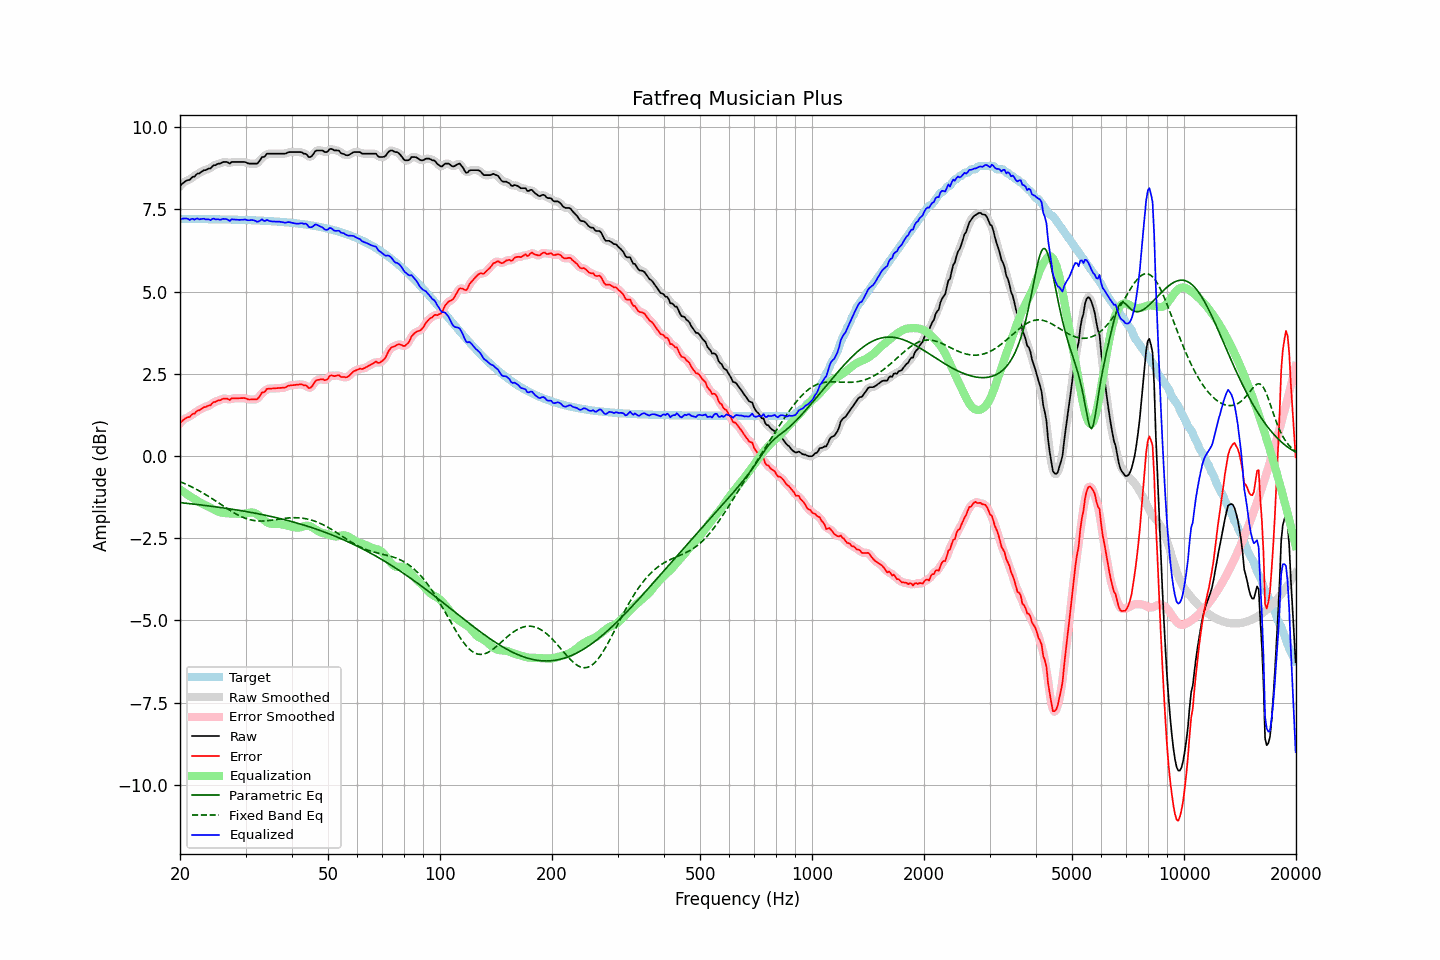 Fatfreq Musician Plus
Amplitude (dBr)
10.0
7.5
5.0
2.5
0.0
−2.5
−5.0
−7.5
−10.0
Target
Raw Smoothed
Error Smoothed
Raw
Error
Equalization
Parametric Eq
Fixed Band Eq
Equalized
20 50 100 200 500 1000 2000 5000 10000 20000
Frequency (Hz)